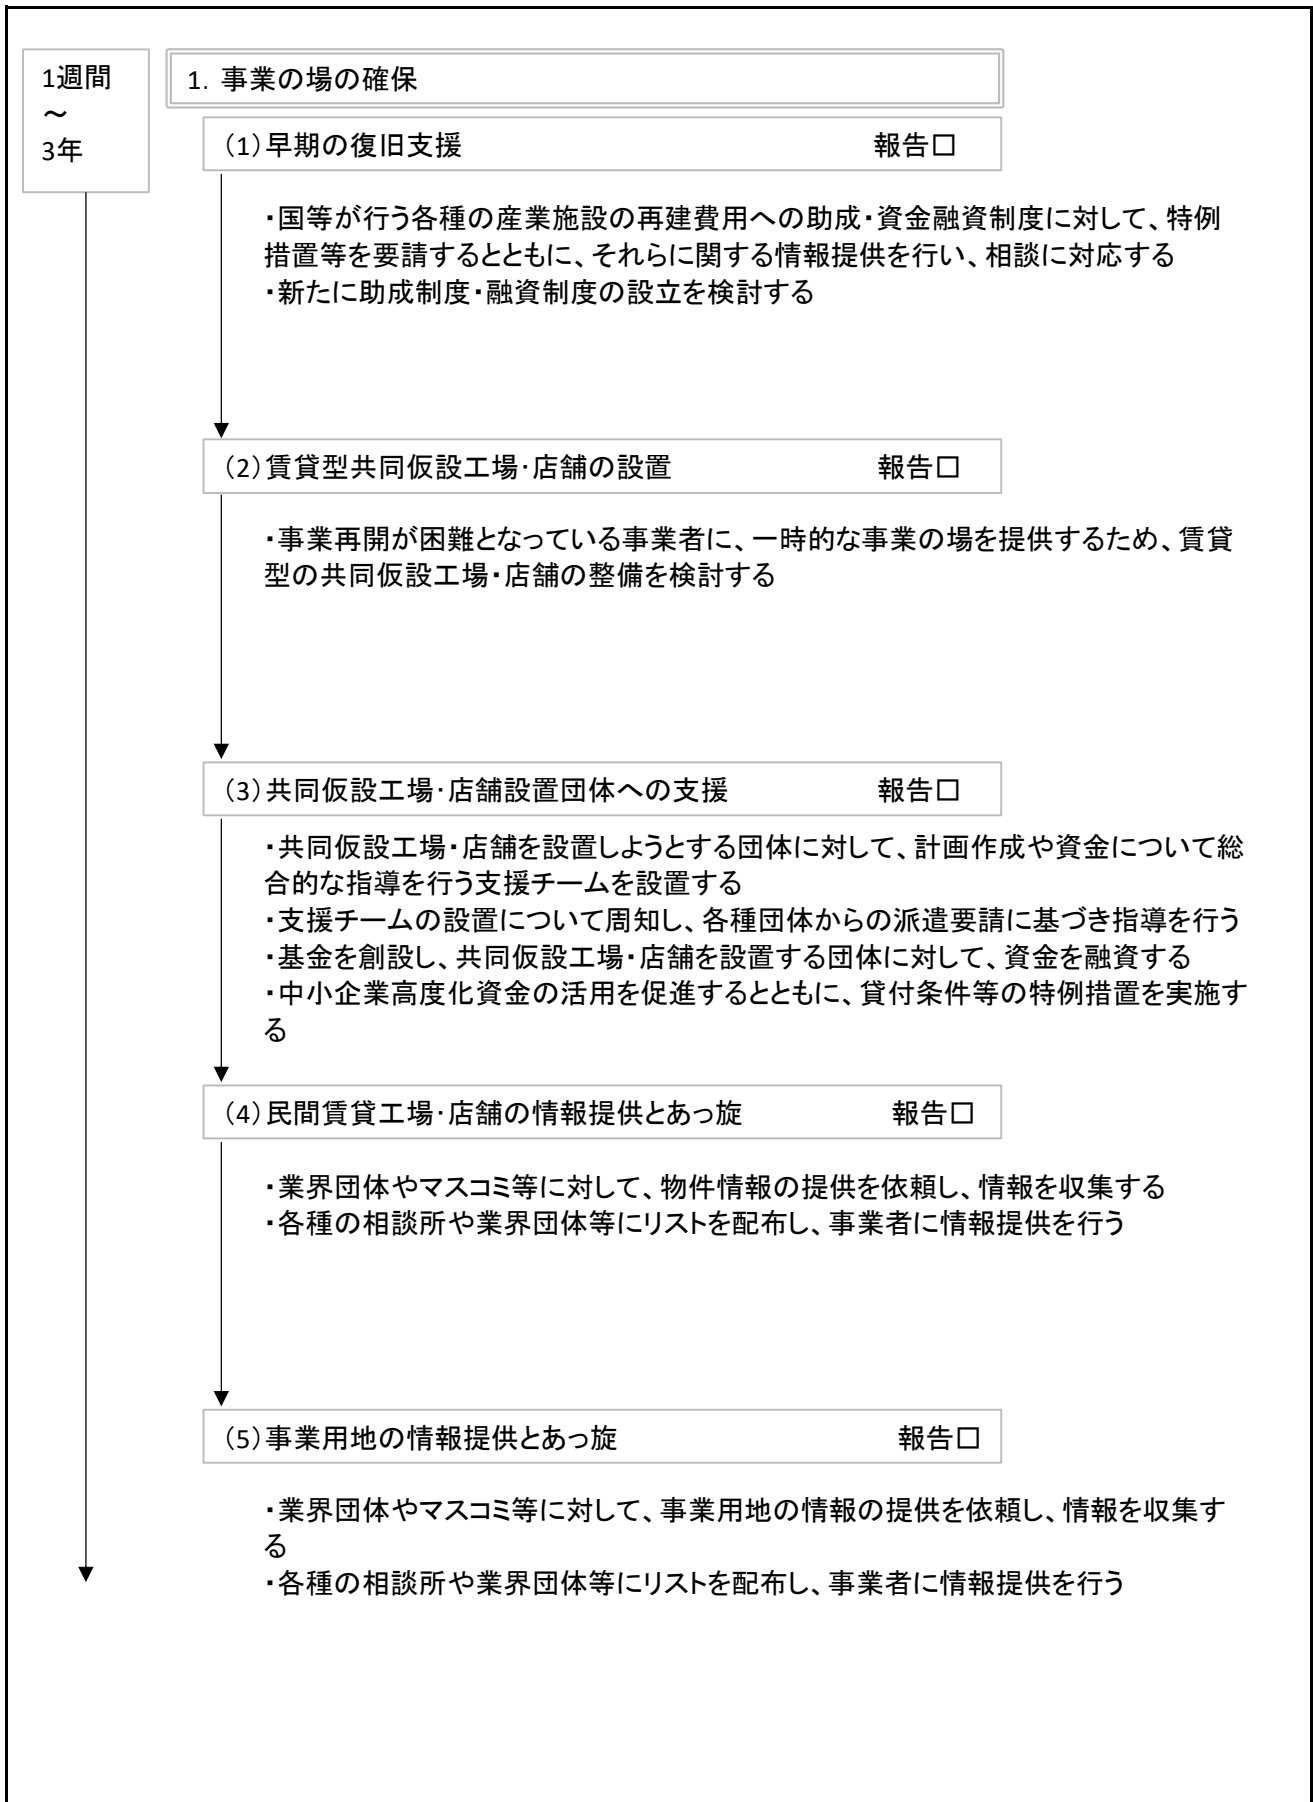 1週間
～
3年
1. 事業の場の確保
(1)早期の復旧支援 報告□
・国等が行う各種の産業施設の再建費用への助成・資金融資制度に対して、特例
措置等を要請するとともに、それらに関する情報提供を行い、相談に対応する
・新たに助成制度・融資制度の設立を検討する
(2)賃貸型共同仮設工場･店舗の設置 報告□
・事業再開が困難となっている事業者に、一時的な事業の場を提供するため、賃貸
型の共同仮設工場・店舗の整備を検討する
(3)共同仮設工場･店舗設置団体への支援 報告□
・共同仮設工場・店舗を設置しようとする団体に対して、計画作成や資金について総
合的な指導を行う支援チームを設置する
・支援チームの設置について周知し、各種団体からの派遣要請に基づき指導を行う
・基金を創設し、共同仮設工場・店舗を設置する団体に対して、資金を融資する
・中小企業高度化資金の活用を促進するとともに、貸付条件等の特例措置を実施す
る
(4)民間賃貸工場･店舗の情報提供とあっ旋 報告□
・業界団体やマスコミ等に対して、物件情報の提供を依頼し、情報を収集する
・各種の相談所や業界団体等にリストを配布し、事業者に情報提供を行う
(5)事業用地の情報提供とあっ旋 報告□
・業界団体やマスコミ等に対して、事業用地の情報の提供を依頼し、情報を収集す
る
・各種の相談所や業界団体等にリストを配布し、事業者に情報提供を行う